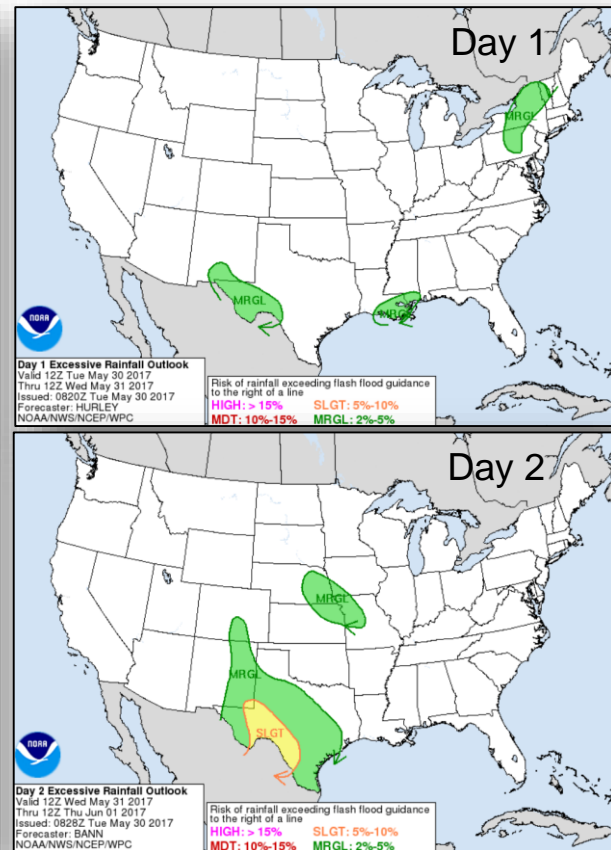 Day 1
MRGL
MRGL
MRGL
NOAA
Day 1 Excessive Rainfall Outlook
Valid 12Z Tue May 30 2017
Thru 12Z Wed May 31 2017
Issued: 0820Z Tue May 30 2017
Forecaster: HURLEY
NOAA/NWS/NCEP/WPC
Risk of rainfall exceeding flash flood guidance
to the right of a line
HIGH: > 15% SLGT: 5%-10%
MDT: 10%-15% MRGL: 2%-5%
Day 2
MRGL
MRGL
SLGT
NOAA
Day 2 Excessive Rainfall Outlook
Valid 12Z Wed May 31 2017
Thru 12Z Thu Jun 01 2017
Issued: 0828Z Tue May 30 2017
Forecaster: BANN
NOAA/NWS/NCEP/WPC
Risk of rainfall exceeding flash flood guidance
to the right of a line
HIGH: > 15% SLGT: 5%-10%
MDT: 10%-15% MRGL: 2%-5%